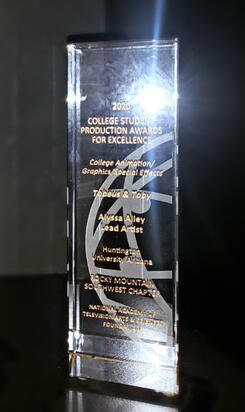 2020
COLLEGE STUDENT
PRODUCTION AWARDS
FOR EXCELLENCE
College Animation/
Graphics/Special Effects
Tobeus & Toby
Alyssa Alley
Lead Artist
Huntington
University Arizona
ROCKY MOUNTAIN
SOUTHWEST CHAPTER
NATIONAL ACADEMY OF
TELEVISION ARTS & SCIENCES
FOUNDATION